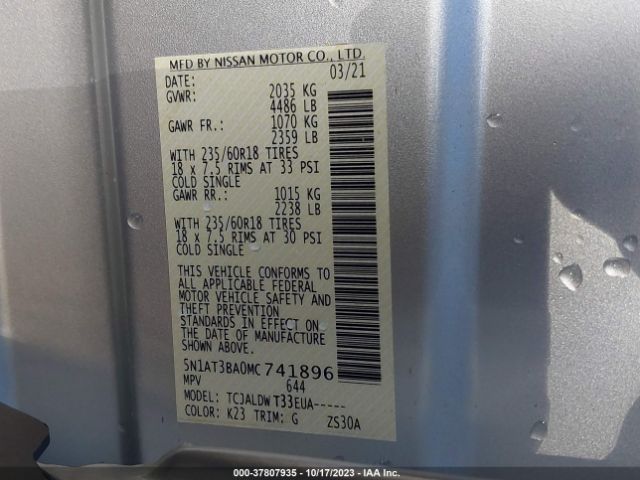 MFD BY NISSAN MOTOR CO., LTD.
DATE: 03/21
GVWR: 2035 KG
4486 LB
GAWR FR.: 1070 KG
2359 LB
WITH 235/60R18 TIRES
18 x 7.5 RIMS AT 33 PSI
COLD SINGLE
GAWR RR.: 1015 KG
2238 LB
WITH 235/60R18 TIRES
18 x 7.5 RIMS AT 30 PSI
COLD SINGLE
THIS VEHICLE CONFORMS TO
ALL APPLICABLE FEDERAL
MOTOR VEHICLE SAFETY AND
THEFT PREVENTION
STANDARDS IN EFFECT ON
THE DATE OF MANUFACTURE
SHOWN ABOVE.
5N1AT3BA0MC 741896
MPV 644
MODEL: TCJALDW T33EUA-----
COLOR: K23 TRIM: G ZS30A
000-37807935 - 10/17/2023 - IAA Inc.